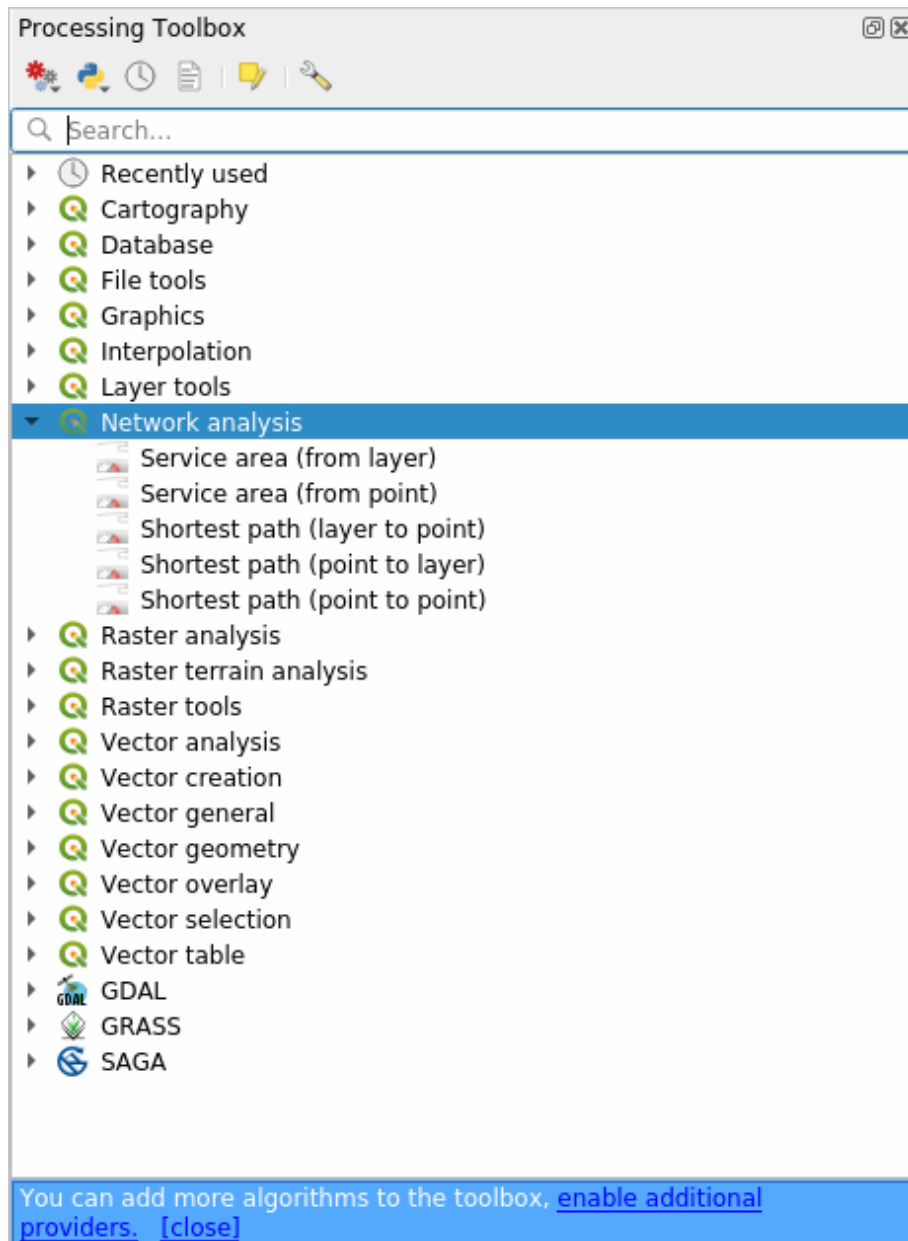 Processing Toolbox
Search...
Recently used
Cartography
Database
File tools
Graphics
Interpolation
Layer tools
Network analysis
Service area (from layer)
Service area (from point)
Shortest path (layer to point)
Shortest path (point to layer)
Shortest path (point to point)
Raster analysis
Raster terrain analysis
Raster tools
Vector analysis
Vector creation
Vector general
Vector geometry
Vector overlay
Vector selection
Vector table
GDAL GDAL
GRASS
SAGA
You can add more algorithms to the toolbox, enable additional
providers. [close]